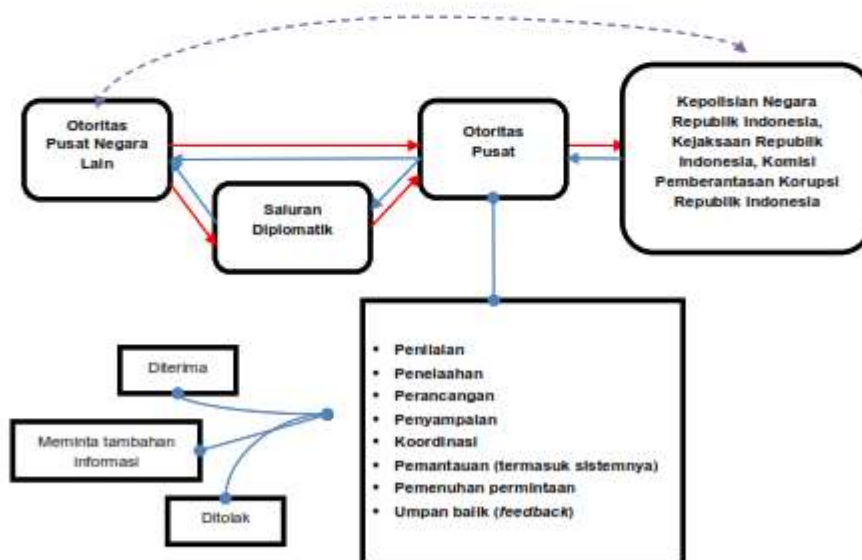 Otoritas
Pusat Negara
Lain
Otoritas
Pusat
Kepolisian Negara
Republik Indonesia,
Kejaksaan Republik
Indonesia, Komisi
Pemberantasan Korupsi
Republik Indonesia
Saluran
Diplomatik
• Penilaian
• Penelaahan
• Perancangan
• Penyampaian
• Koordinasi
• Pemantauan (termasuk sistemnya)
• Pemenuhan permintaan
• Umpan balik (feedback)
Diterima
Meminta tambahan
informasi
Ditolak